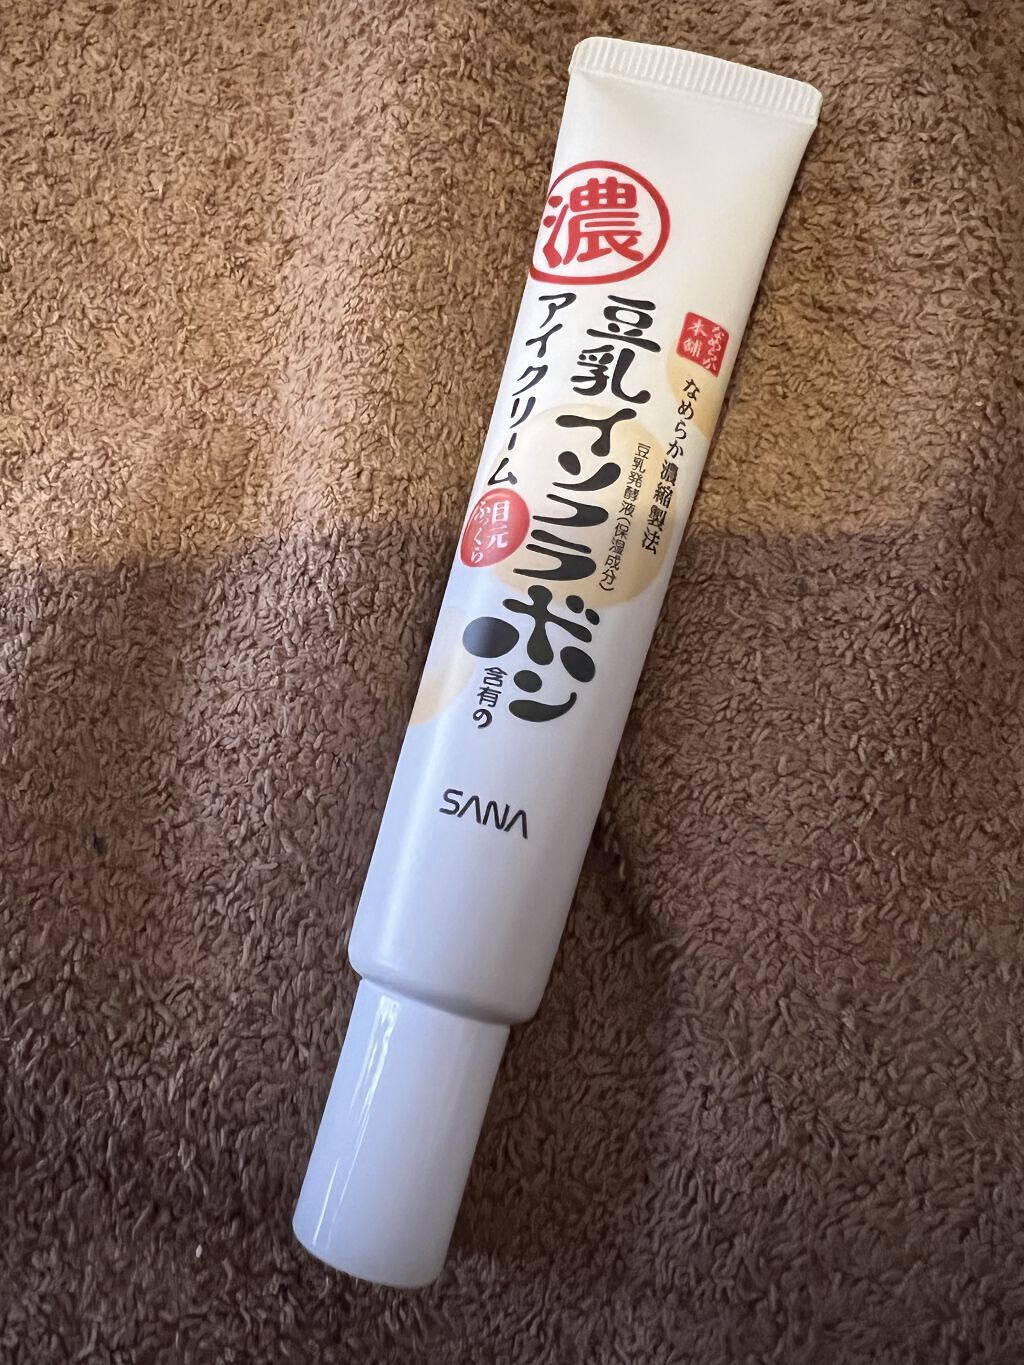 濃
なめらか
本舗
なめらか濃縮製法
豆乳発酵液(保湿成分)
豆乳イソフラボン
含有の
アイクリーム
目元
ふっくら
SANA